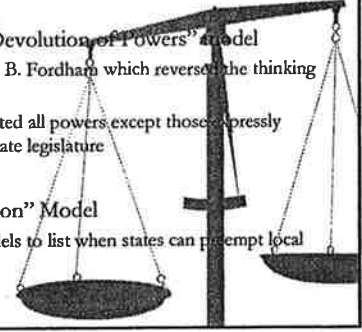 Devolution of Powers” model
B. Fordham which reversed the thinking
ted all powers except those expressly
ate legislature
on” Model
els to list when states can preempt local